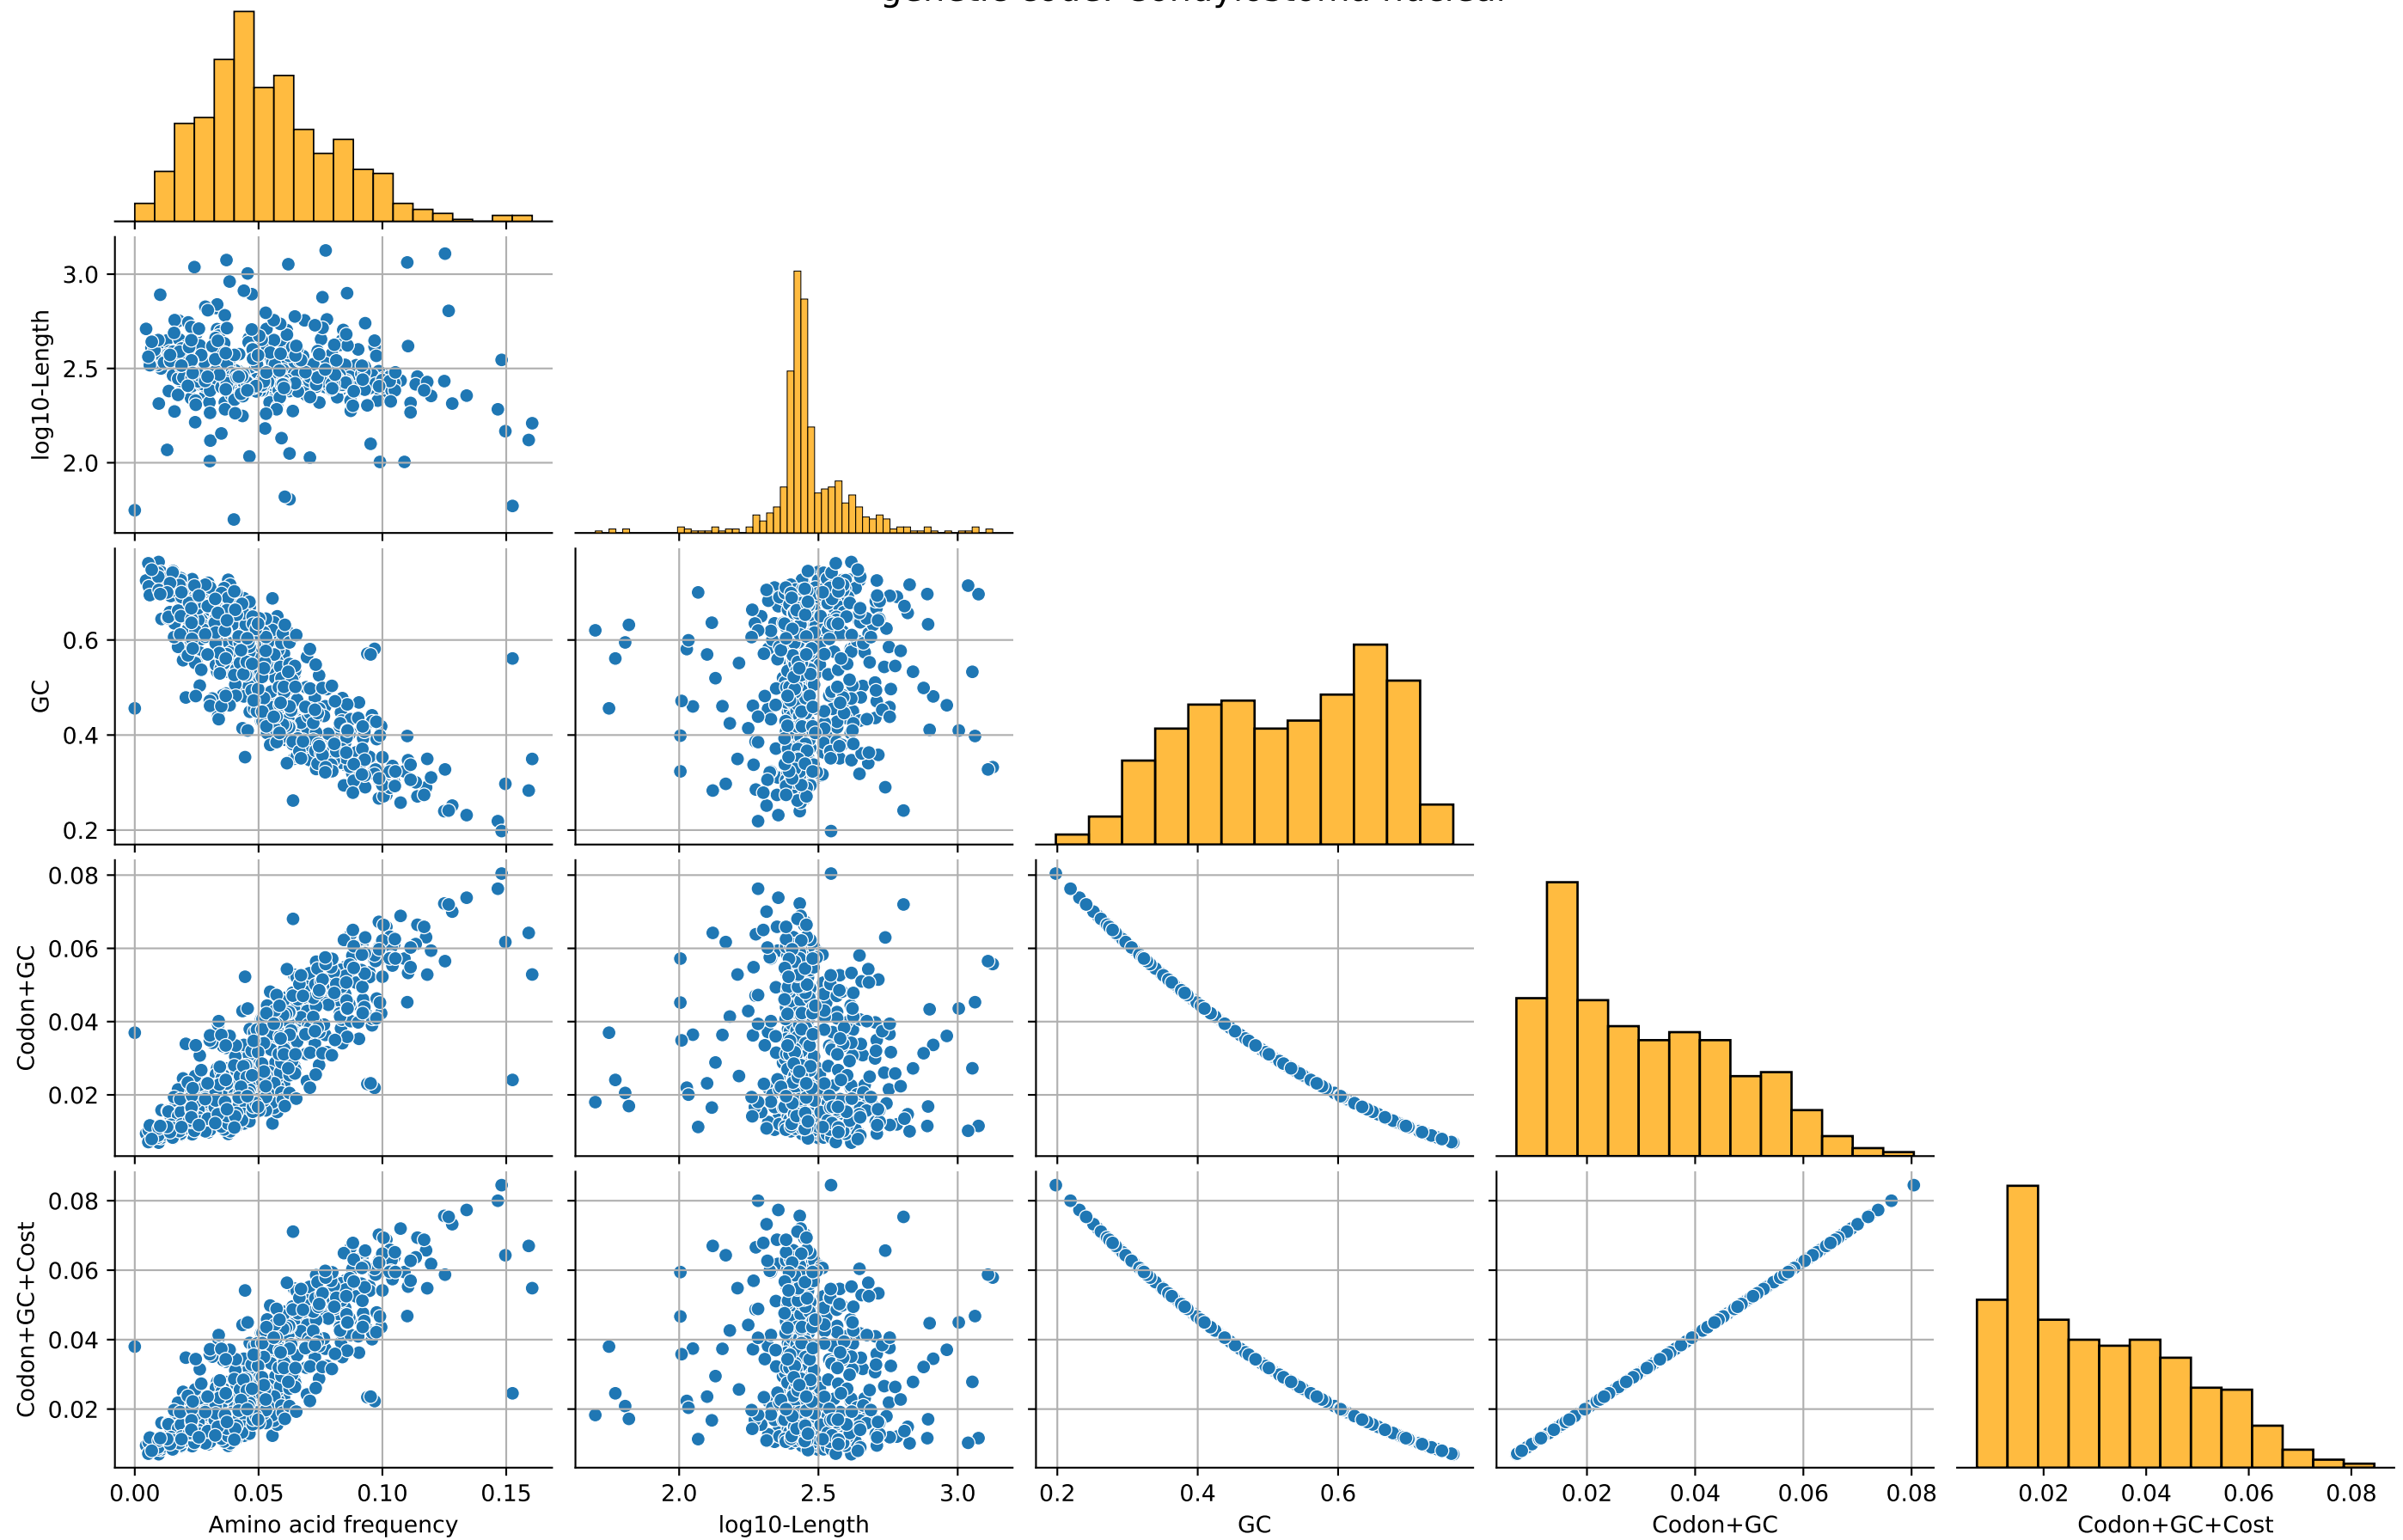 genetic code: Condylostoma nuclear
log10-Length
3.0
2.5
2.0
GC
0.6
0.4
0.2
Codon+GC
0.08
0.06
0.04
0.02
Codon+GC+Cost
0.08
0.06
0.04
0.02
0.00 0.05 0.10 0.15
2.0 2.5 3.0
0.2 0.4 0.6
0.02 0.04 0.06 0.08
0.02 0.04 0.06 0.08
Amino acid frequency
log10-Length
GC
Codon+GC
Codon+GC+Cost